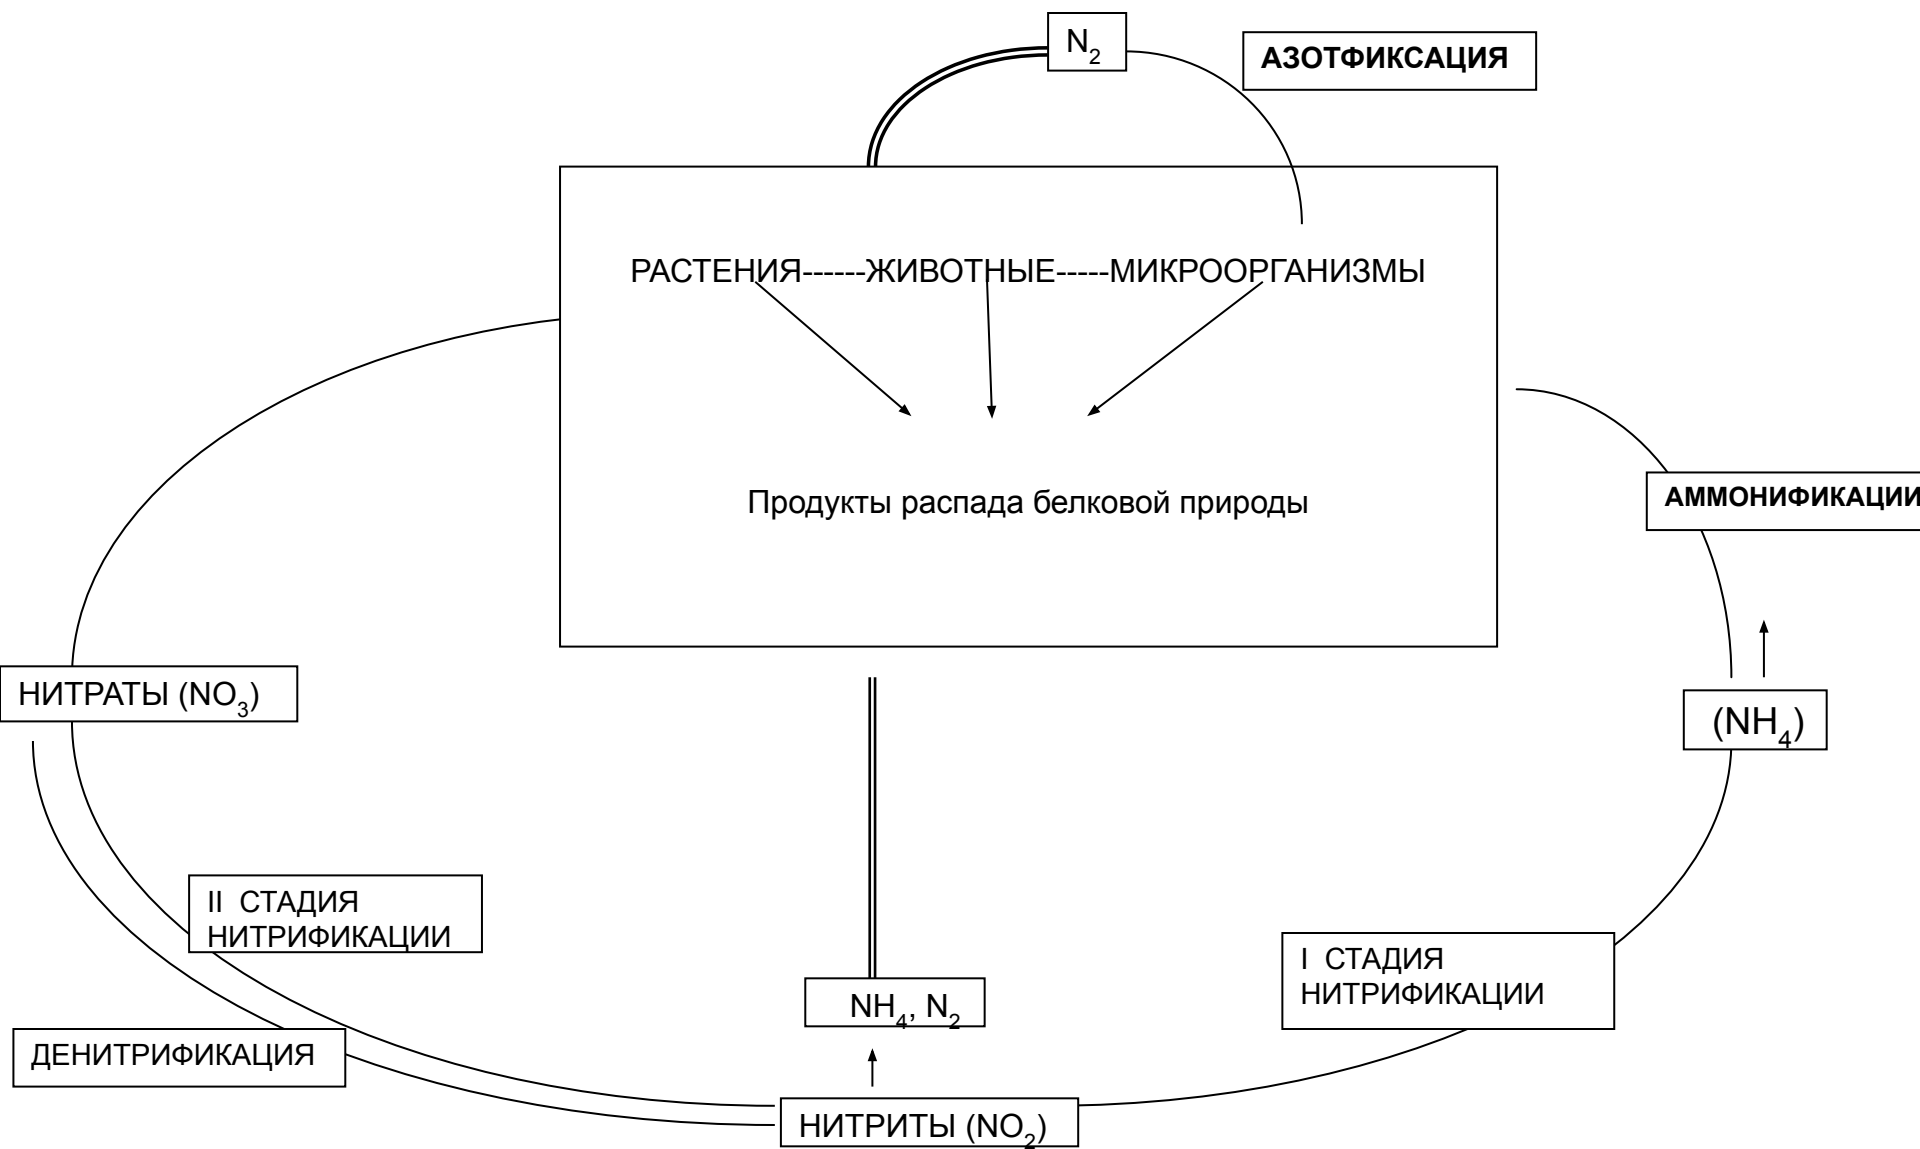 N₂
АЗОТФИКСАЦИЯ
РАСТЕНИЯ------ЖИВОТНЫЕ-----МИКРООРГАНИЗМЫ
Продукты распада белковой природы
АММОНИФИКАЦИИ
НИТРАТЫ (NO₃)
(NH₄)
II СТАДИЯ
НИТРИФИКАЦИИ
I СТАДИЯ
НИТРИФИКАЦИИ
NH₄, N₂
ДЕНИТРИФИКАЦИЯ
НИТРИТЫ (NO₂)